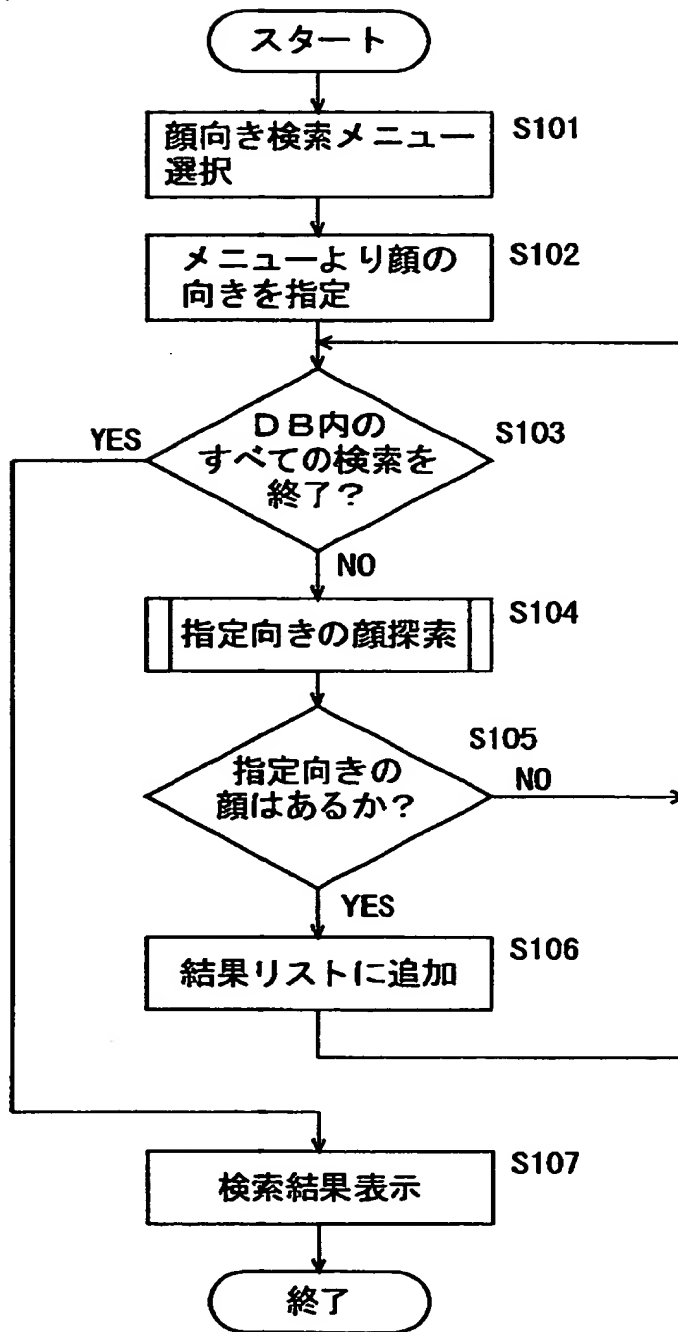 スタート
顔向き検索メニュー
選択
S101
メニューより顔の
向きを指定
S102
DB内の
すべての検索を
終了?
S103
YES
NO
指定向きの顔探索
S104
指定向きの
顔はあるか?
S105
NO
YES
結果リストに追加
S106
検索結果表示
S107
終了